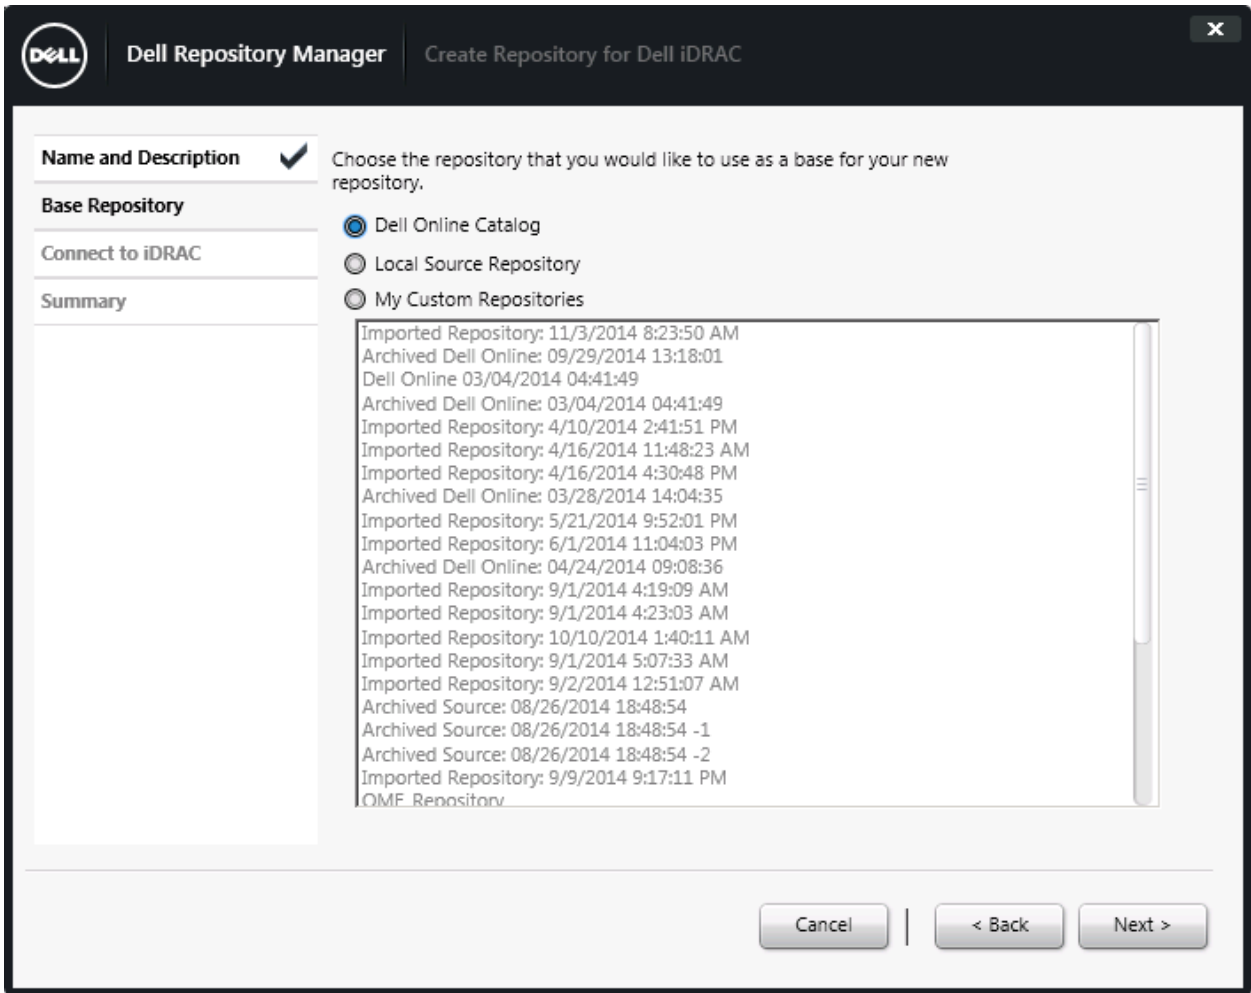 DELL
Dell Repository Manager
Create Repository for Dell iDRAC
x
Name and Description
Base Repository
Connect to iDRAC
Summary
Choose the repository that you would like to use as a base for your new
repository.
Dell Online Catalog
Local Source Repository
My Custom Repositories
Imported Repository: 11/3/2014 8:23:50 AM
Archived Dell Online: 09/29/2014 13:18:01
Dell Online 03/04/2014 04:41:49
Archived Dell Online: 03/04/2014 04:41:49
Imported Repository: 4/10/2014 2:41:51 PM
Imported Repository: 4/16/2014 11:48:23 AM
Imported Repository: 4/16/2014 4:30:48 PM
Archived Dell Online: 03/28/2014 14:04:35
Imported Repository: 5/21/2014 9:52:01 PM
Imported Repository: 6/1/2014 11:04:03 PM
Archived Dell Online: 04/24/2014 09:08:36
Imported Repository: 9/1/2014 4:19:09 AM
Imported Repository: 9/1/2014 4:23:03 AM
Imported Repository: 10/10/2014 1:40:11 AM
Imported Repository: 9/1/2014 5:07:33 AM
Imported Repository: 9/2/2014 12:51:07 AM
Archived Source: 08/26/2014 18:48:54
Archived Source: 08/26/2014 18:48:54 -1
Archived Source: 08/26/2014 18:48:54 -2
Imported Repository: 9/9/2014 9:17:11 PM
OME Repository
Cancel
< Back
Next >